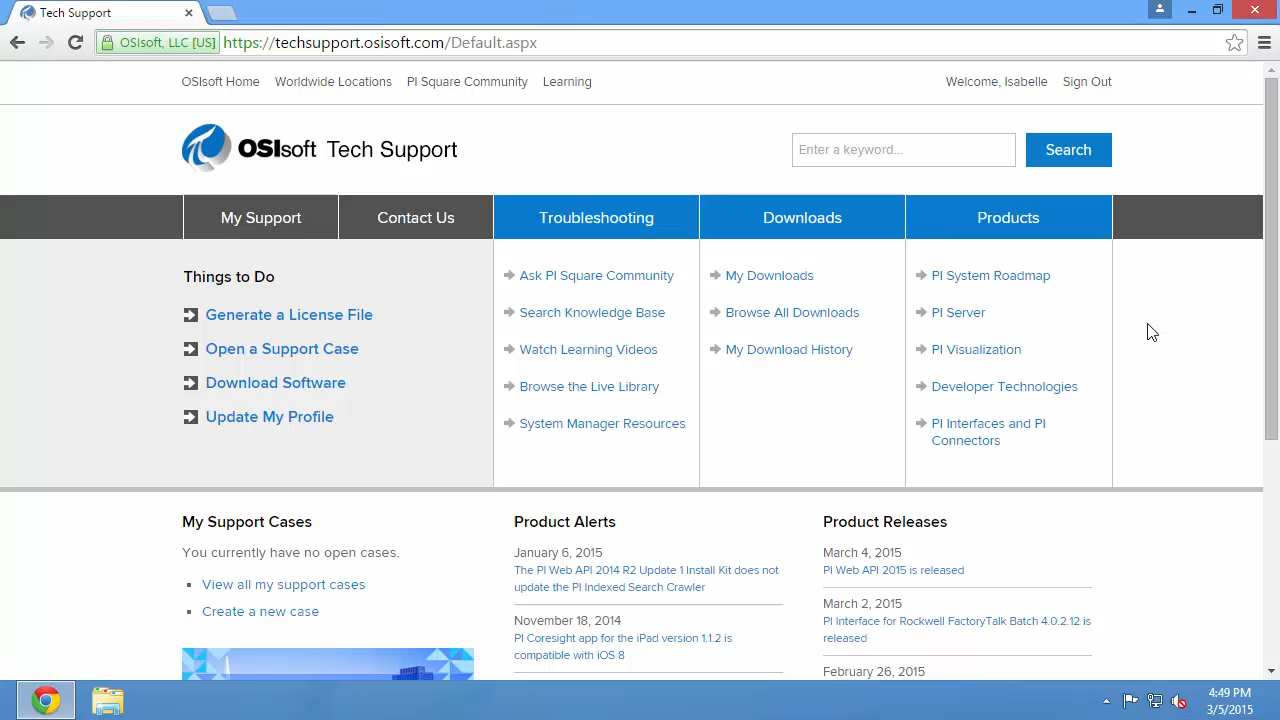 Tech Support
OSIsoft, LLC [US] https://techsupport.osisoft.com/Default.aspx
OSIsoft Home Worldwide Locations PI Square Community Learning Welcome, Isabelle Sign Out
OSIsoft Tech Support Enter a keyword... Search
My Support Contact Us Troubleshooting Downloads Products
Things to Do
Generate a License File
Open a Support Case
Download Software
Update My Profile
Ask PI Square Community
Search Knowledge Base
Watch Learning Videos
Browse the Live Library
System Manager Resources
My Downloads
Browse All Downloads
My Download History
PI System Roadmap
PI Server
PI Visualization
Developer Technologies
PI Interfaces and PI
Connectors
My Support Cases
You currently have no open cases.
View all my support cases
Create a new case
Product Alerts
January 6, 2015
The PI Web API 2014 R2 Update 1 Install Kit does not
update the PI Indexed Search Crawler
November 18, 2014
PI Coresight app for the iPad version 1.1.2 is
compatible with iOS 8
Product Releases
March 4, 2015
PI Web API 2015 is released
March 2, 2015
PI Interface for Rockwell FactoryTalk Batch 4.0.2.12 is
released
February 26, 2015
4:49 PM
3/5/2015